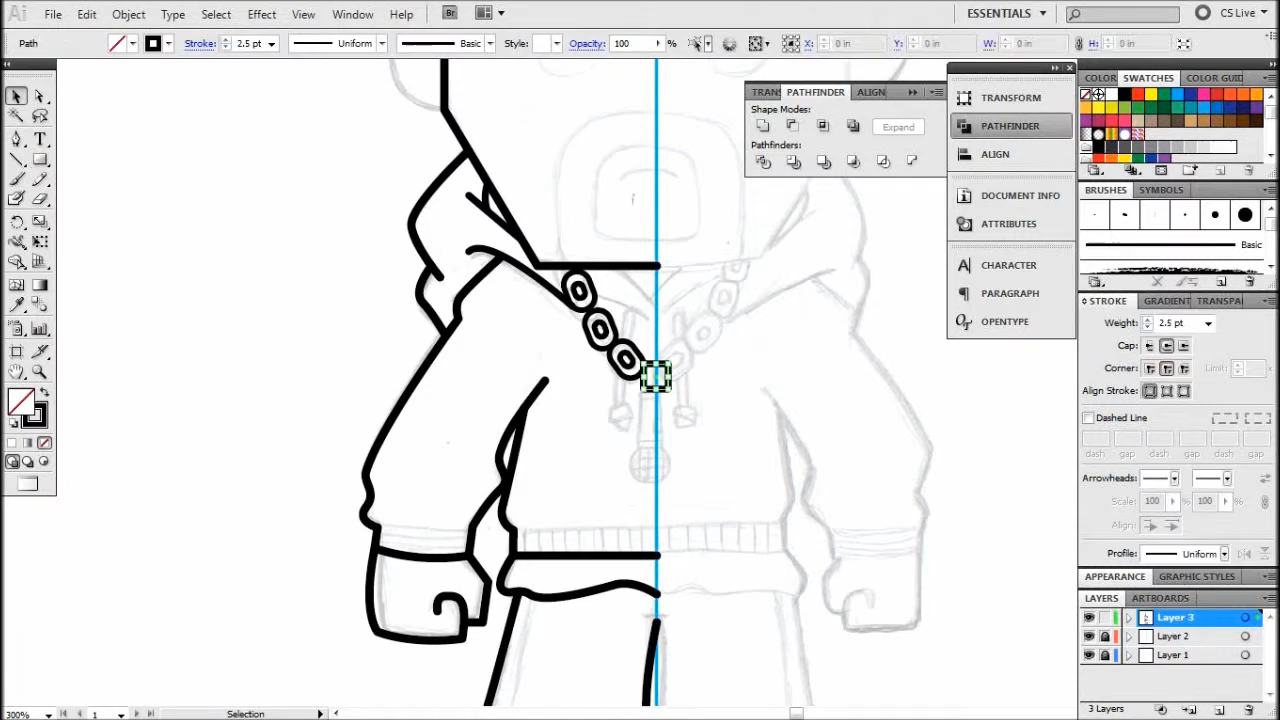 Ai File Edit Object Type Select Effect View Window Help Br ESSENTIALS CS Live
Path Stroke: 2.5 pt Uniform Basic Style: Opacity: 100 % X: 0 in Y: 0 in W: 0 in H: 0 in
TRANS PATHFINDER ALIGN
Shape Modes:
Expand
Pathfinders:
TRANSFORM
PATHFINDER
ALIGN
DOCUMENT INFO
ATTRIBUTES
CHARACTER
PARAGRAPH
OPENTYPE
COLOR SWATCHES COLOR GUID
BRUSHES SYMBOLS
Basic
STROKE GRADIENT TRANSPA
Weight: 2.5 pt
Cap:
Corner: Limit:
Align Stroke:
Dashed Line
dash gap dash gap dash gap
Arrowheads:
Scale: 100 100 %
Align:
Profile: Uniform
APPEARANCE GRAPHIC STYLES
LAYERS ARTBOARDS
Layer 3
Layer 2
Layer 1
3 Layers
300% 1 Selection